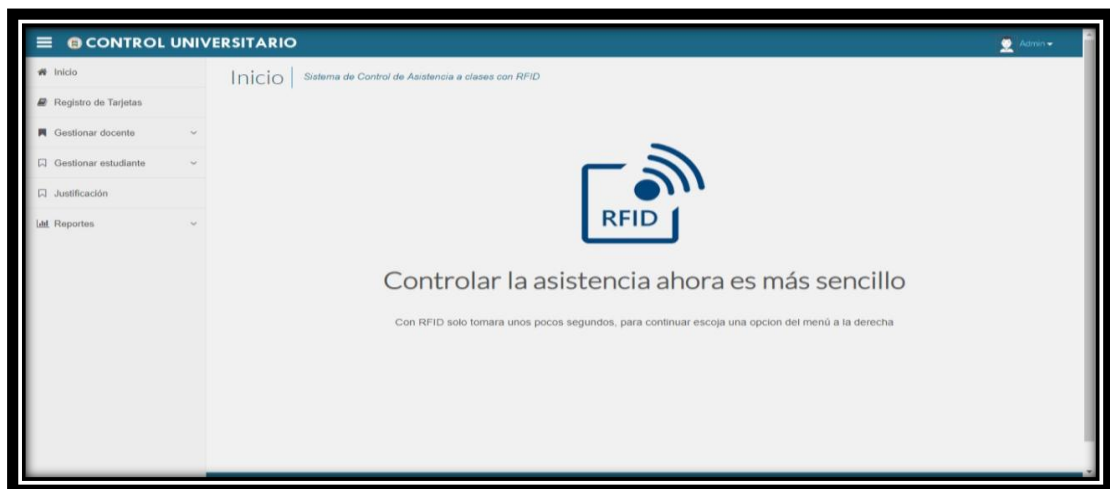 CONTROL UNIVERSITARIO
Admin
Inicio
Registro de Tarjetas
Gestionar docente
Gestionar estudiante
Justificación
Reportes
Inicio Sistema de Control de Asistencia a clases con RFID
RFID
Controlar la asistencia ahora es más sencillo
Con RFID solo tomara unos pocos segundos, para continuar escoja una opcion del menú a la derecha